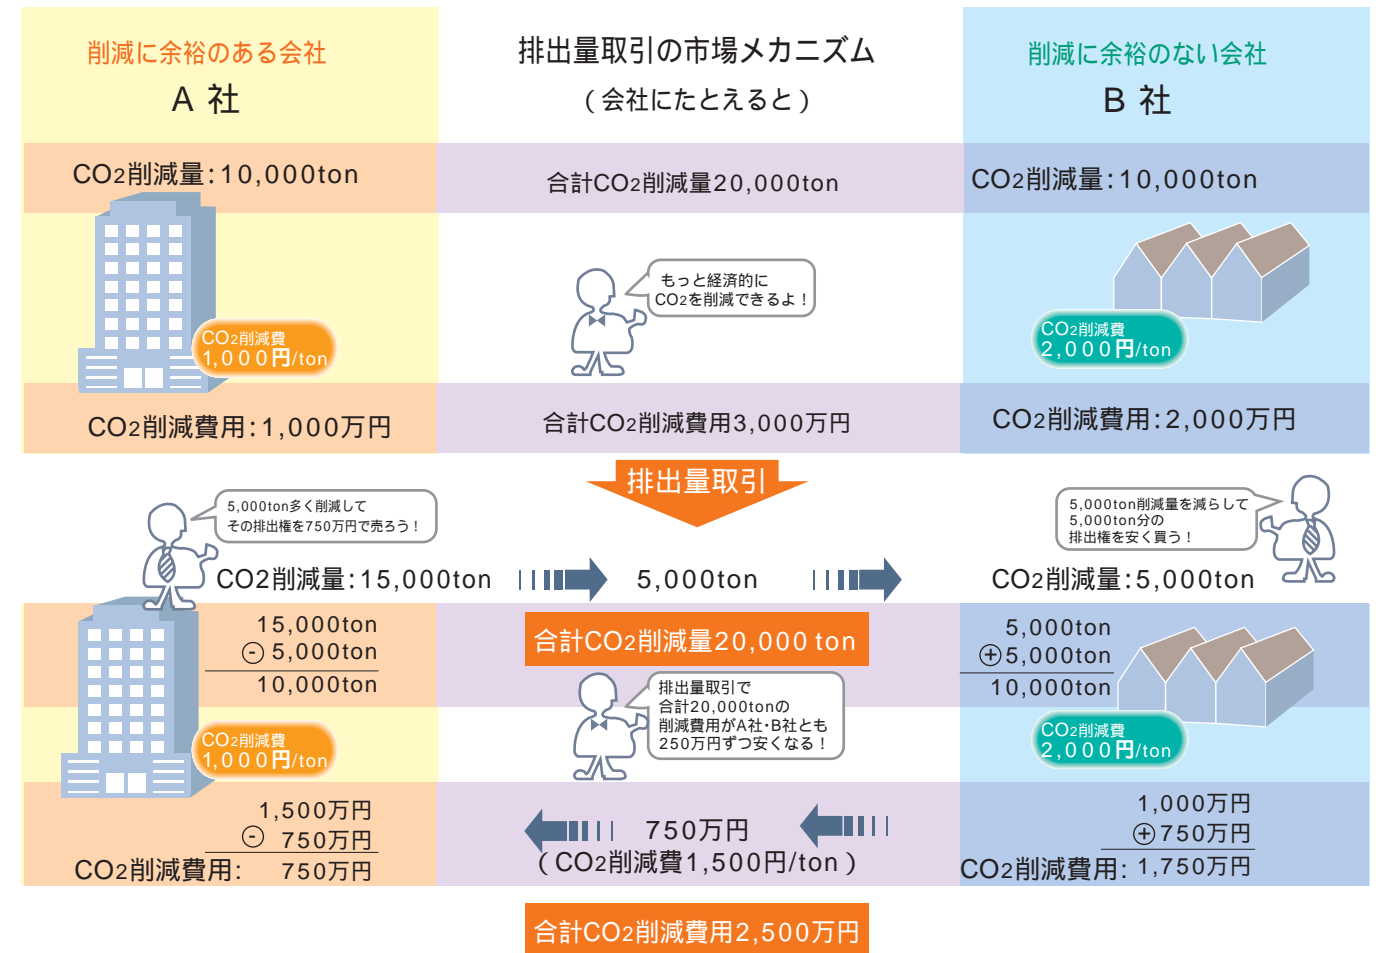 削減に余裕のある会社
A 社
排出量取引の市場メカニズム
(会社にたとえると)
削減に余裕のない会社
B 社
CO2削減量:10,000ton
合計CO2削減量20,000ton
CO2削減量:10,000ton
もっと経済的に
CO2を削減できるよ!
CO2削減費
1,000円/ton
CO2削減費
2,000円/ton
CO2削減費用:1,000万円
合計CO2削減費用3,000万円
CO2削減費用:2,000万円
排出量取引
5,000ton多く削減して
その排出権を750万円で売ろう!
5,000ton削減量を減らして
5,000ton分の
排出権を安く買う!
CO2削減量:15,000ton
5,000ton
CO2削減量:5,000ton
15,000ton
- 5,000ton
10,000ton
合計CO2削減量20,000 ton
5,000ton
+5,000ton
10,000ton
排出量取引で
合計20,000tonの
削減費用がA社・B社とも
250万円ずつ安くなる!
CO2削減費
1,000円/ton
CO2削減費
2,000円/ton
1,500万円
- 750万円
CO2削減費用: 750万円
750万円
(CO2削減費1,500円/ton)
1,000万円
+750万円
CO2削減費用: 1,750万円
合計CO2削減費用2,500万円